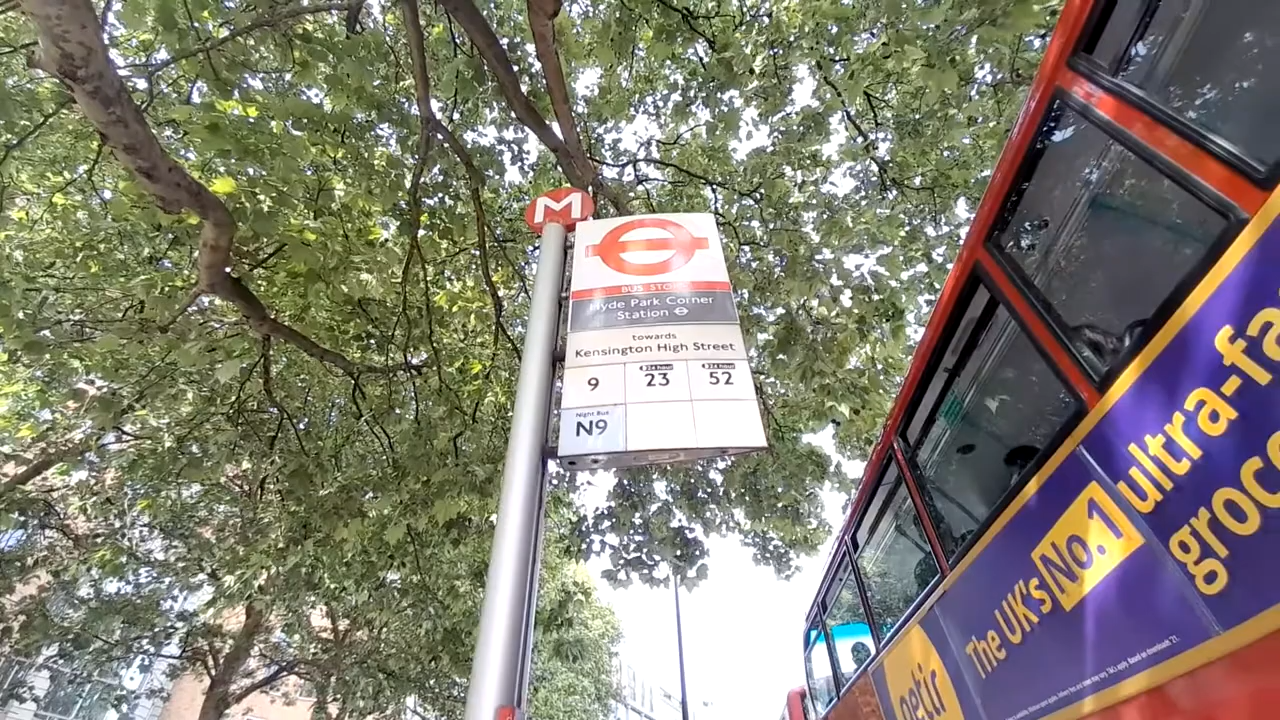 M
BUS STOP
Hyde Park Corner
Station
towards
Kensington High Street
9
24 hour
23
24 hour
52
Night Bus
N9
ultra-fa
groce
The UK's No.1
getir